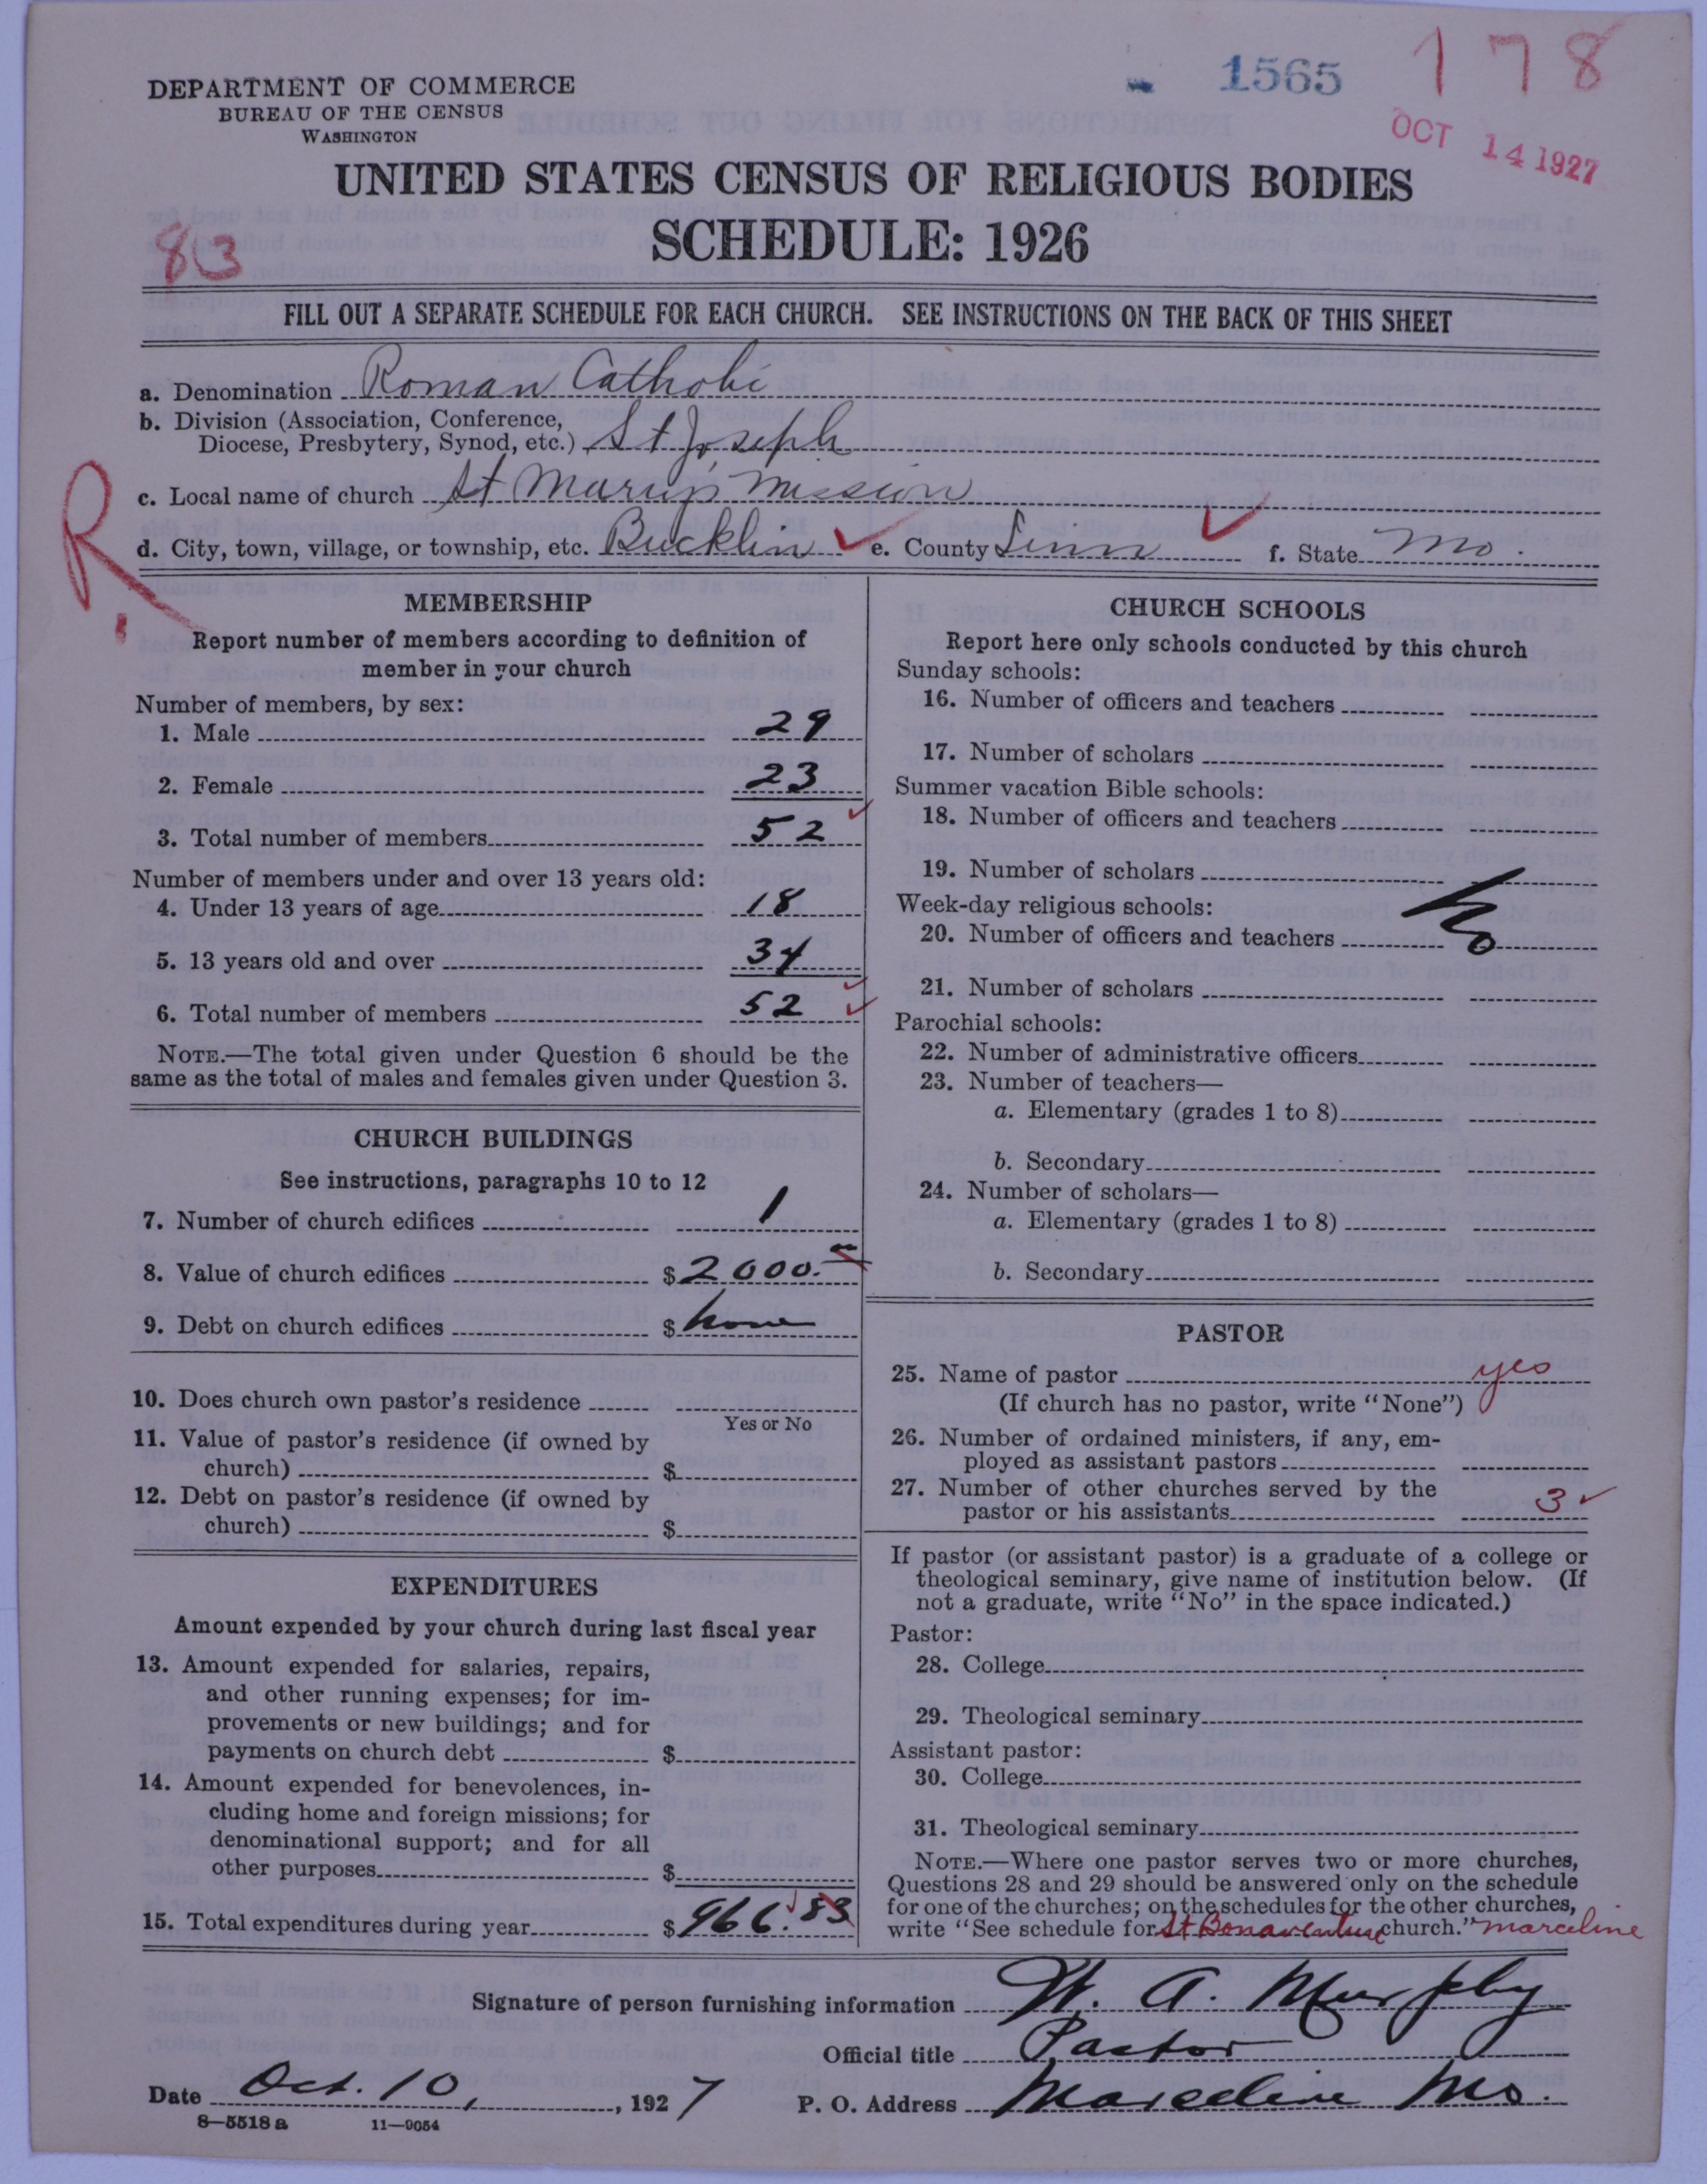 1565
178
OCT 14 1927
DEPARTMENT OF COMMERCE
BUREAU OF THE CENSUS
WASHINGTON
UNITED STATES CENSUS OF RELIGIOUS BODIES
SCHEDULE: 1926
813
FILL OUT A SEPARATE SCHEDULE FOR EACH CHURCH. SEE INSTRUCTIONS ON THE BACK OF THIS SHEET
a. Denomination Roman Catholic
b. Division (Association, Conference,
Diocese, Presbytery, Synod, etc.) St Joseph
c. Local name of church St Mary's Mission
R.
d. City, town, village, or township, etc. Bucklin e. County Linn f. State Mo.
MEMBERSHIP
Report number of members according to definition of
member in your church
Number of members, by sex:
1. Male 29
2. Female 23
3. Total number of members 52
Number of members under and over 13 years old:
4. Under 13 years of age 18
5. 13 years old and over 34
6. Total number of members 52
NOTE.—The total given under Question 6 should be the
same as the total of males and females given under Question 3.
CHURCH BUILDINGS
See instructions, paragraphs 10 to 12
7. Number of church edifices 1
8. Value of church edifices $ 2000.
9. Debt on church edifices $ none
10. Does church own pastor's residence
Yes or No
11. Value of pastor's residence (if owned by
church) $
12. Debt on pastor's residence (if owned by
church) $
EXPENDITURES
Amount expended by your church during last fiscal year
13. Amount expended for salaries, repairs,
and other running expenses; for im-
provements or new buildings; and for
payments on church debt $
14. Amount expended for benevolences, in-
cluding home and foreign missions; for
denominational support; and for all
other purposes $
15. Total expenditures during year $ 966.83
CHURCH SCHOOLS
Report here only schools conducted by this church
Sunday schools:
16. Number of officers and teachers
17. Number of scholars
Summer vacation Bible schools:
18. Number of officers and teachers
19. Number of scholars
Week-day religious schools:
20. Number of officers and teachers
21. Number of scholars
Parochial schools:
22. Number of administrative officers
23. Number of teachers—
a. Elementary (grades 1 to 8)
b. Secondary
24. Number of scholars—
a. Elementary (grades 1 to 8)
b. Secondary
PASTOR
25. Name of pastor yes
(If church has no pastor, write "None")
26. Number of ordained ministers, if any, em-
ployed as assistant pastors
27. Number of other churches served by the
pastor or his assistants 3
If pastor (or assistant pastor) is a graduate of a college or
theological seminary, give name of institution below. (If
not a graduate, write "No" in the space indicated.)
Pastor:
28. College
29. Theological seminary
Assistant pastor:
30. College
31. Theological seminary
NOTE.—Where one pastor serves two or more churches,
Questions 28 and 29 should be answered only on the schedule
for one of the churches; on the schedules for the other churches,
write "See schedule for St Bonaventure church." Marceline
Signature of person furnishing information W. A. Murphy
Official title Pastor
Date Oct. 10, 1927 P. O. Address Marceline Mo.
8—5518 a 11—9054